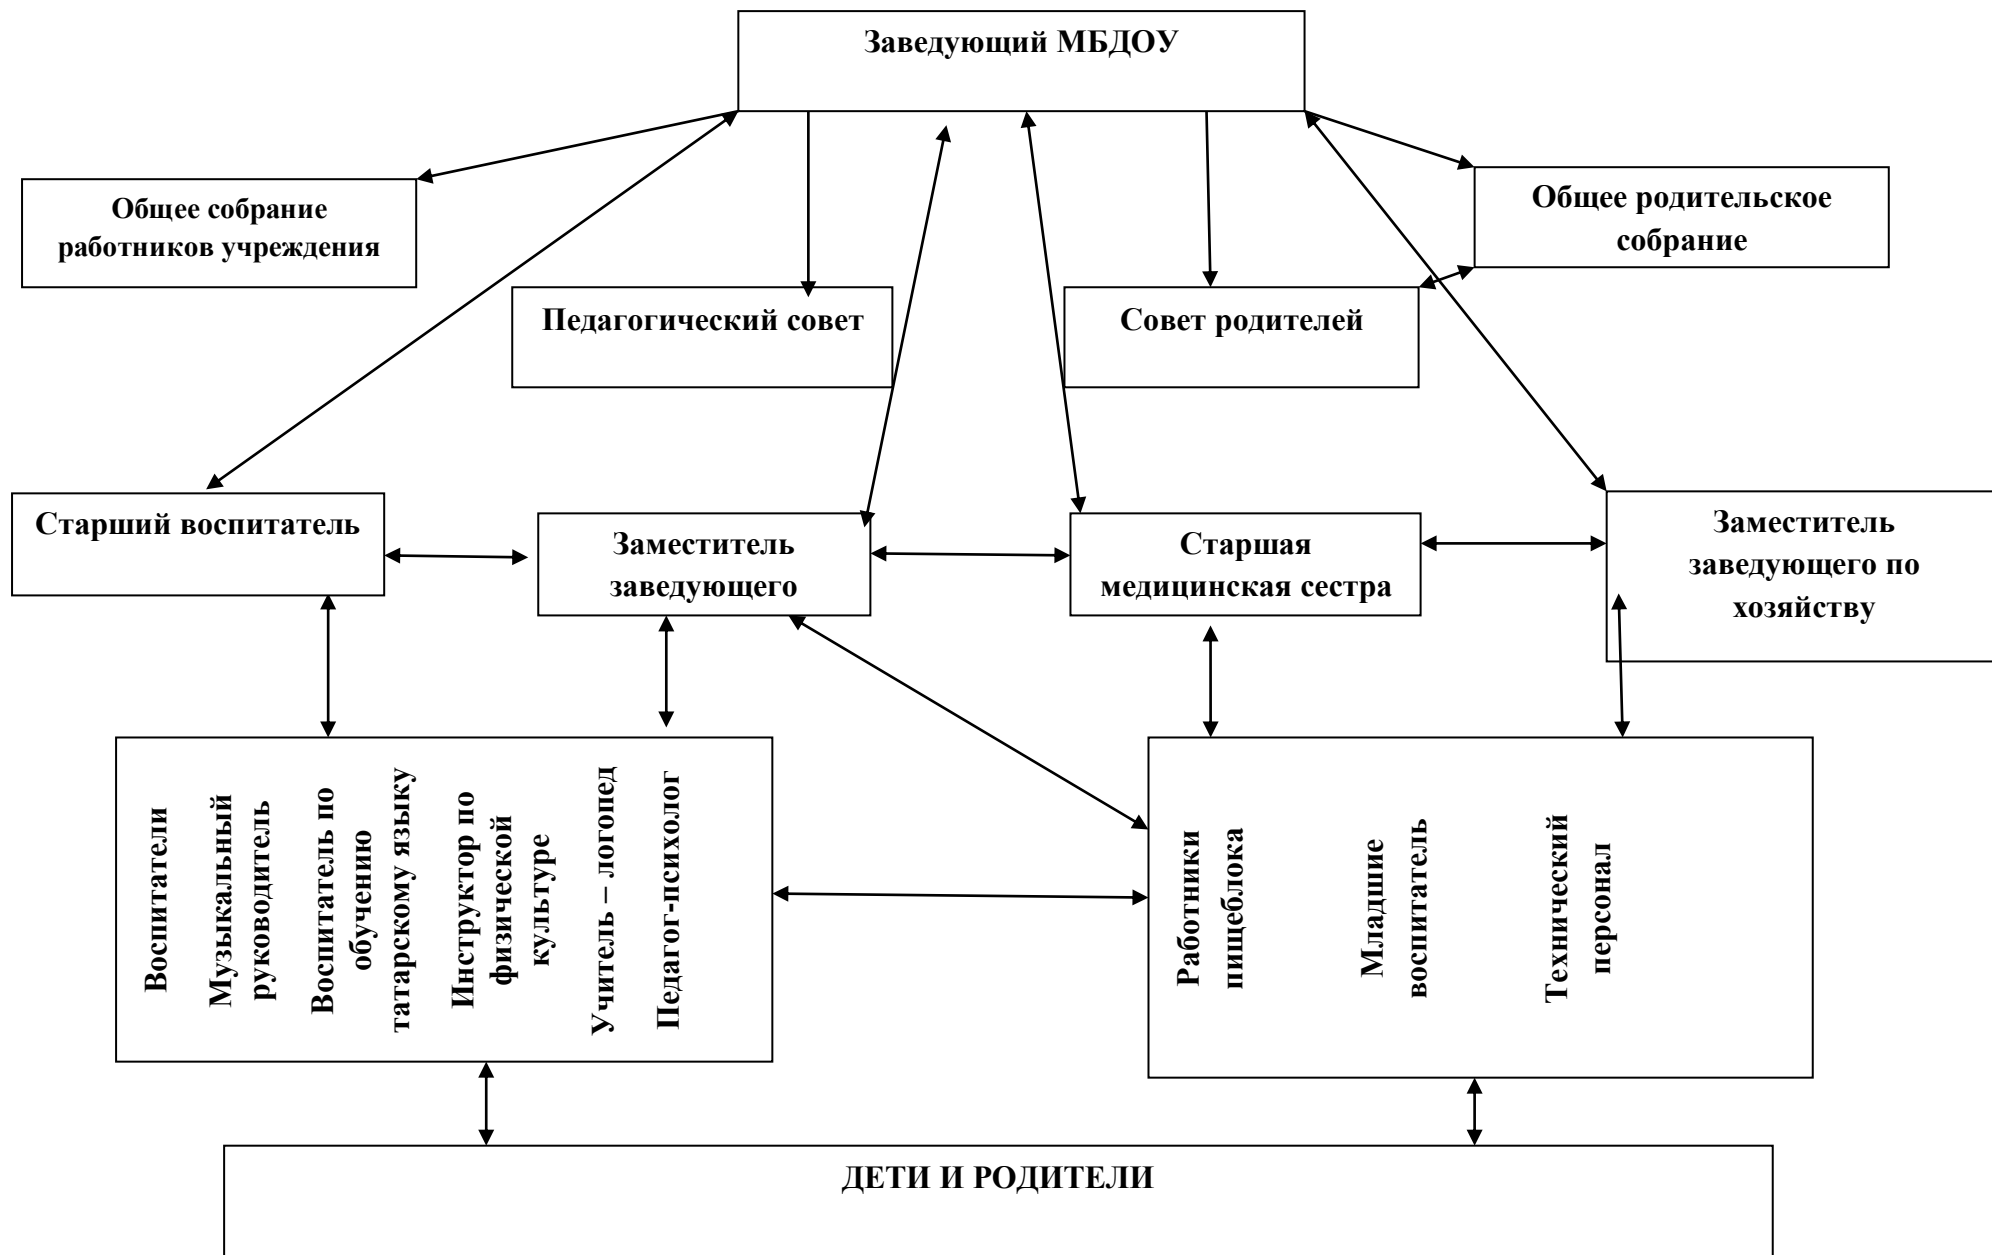 Заведующий МБДОУ
Общее собрание
работников учреждения
Общее родительское
собрание
Педагогический совет
Совет родителей
Старший воспитатель
Заместитель
заведующего
Старшая
медицинская сестра
Заместитель
заведующего по
хозяйству
Воспитатели
Музыкальный
руководитель
Воспитатель по
обучению
татарскому языку
Инструктор по
физической
культуре
Учитель – логопед
Педагог-психолог
Работники
пищеблока
Младшие
воспитатель
Технический
персонал
ДЕТИ И РОДИТЕЛИ